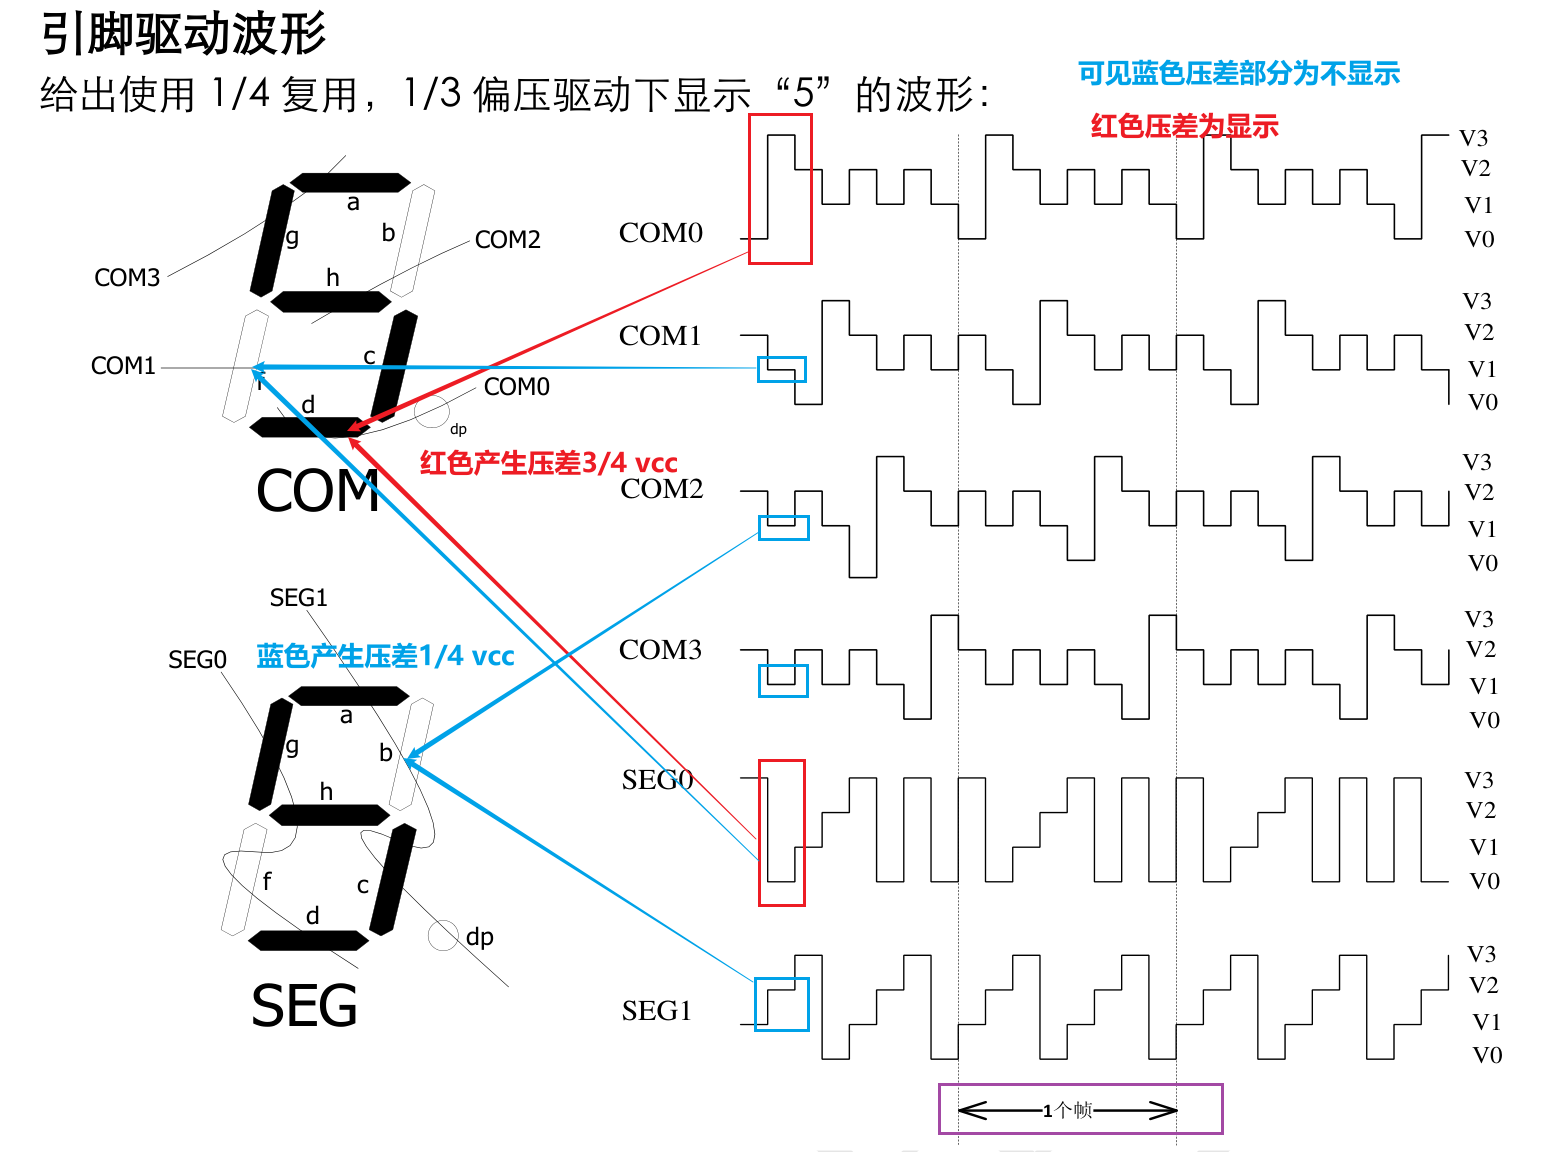 引脚驱动波形
给出使用 1/4 复用，1/3 偏压驱动下显示“5”的波形：
可见蓝色压差部分为不显示
红色压差为显示
a
g
b
h
COM3
COM2
COM1
c
d
COM0
dp
COM
红色产生压差3/4 vcc
SEG1
SEG0
蓝色产生压差1/4 vcc
a
g
b
h
f
c
d
dp
SEG
COM0
V3
V2
V1
V0
COM1
V3
V2
V1
V0
COM2
V3
V2
V1
V0
COM3
V3
V2
V1
V0
SEG0
V3
V2
V1
V0
SEG1
V3
V2
V1
V0
1个帧